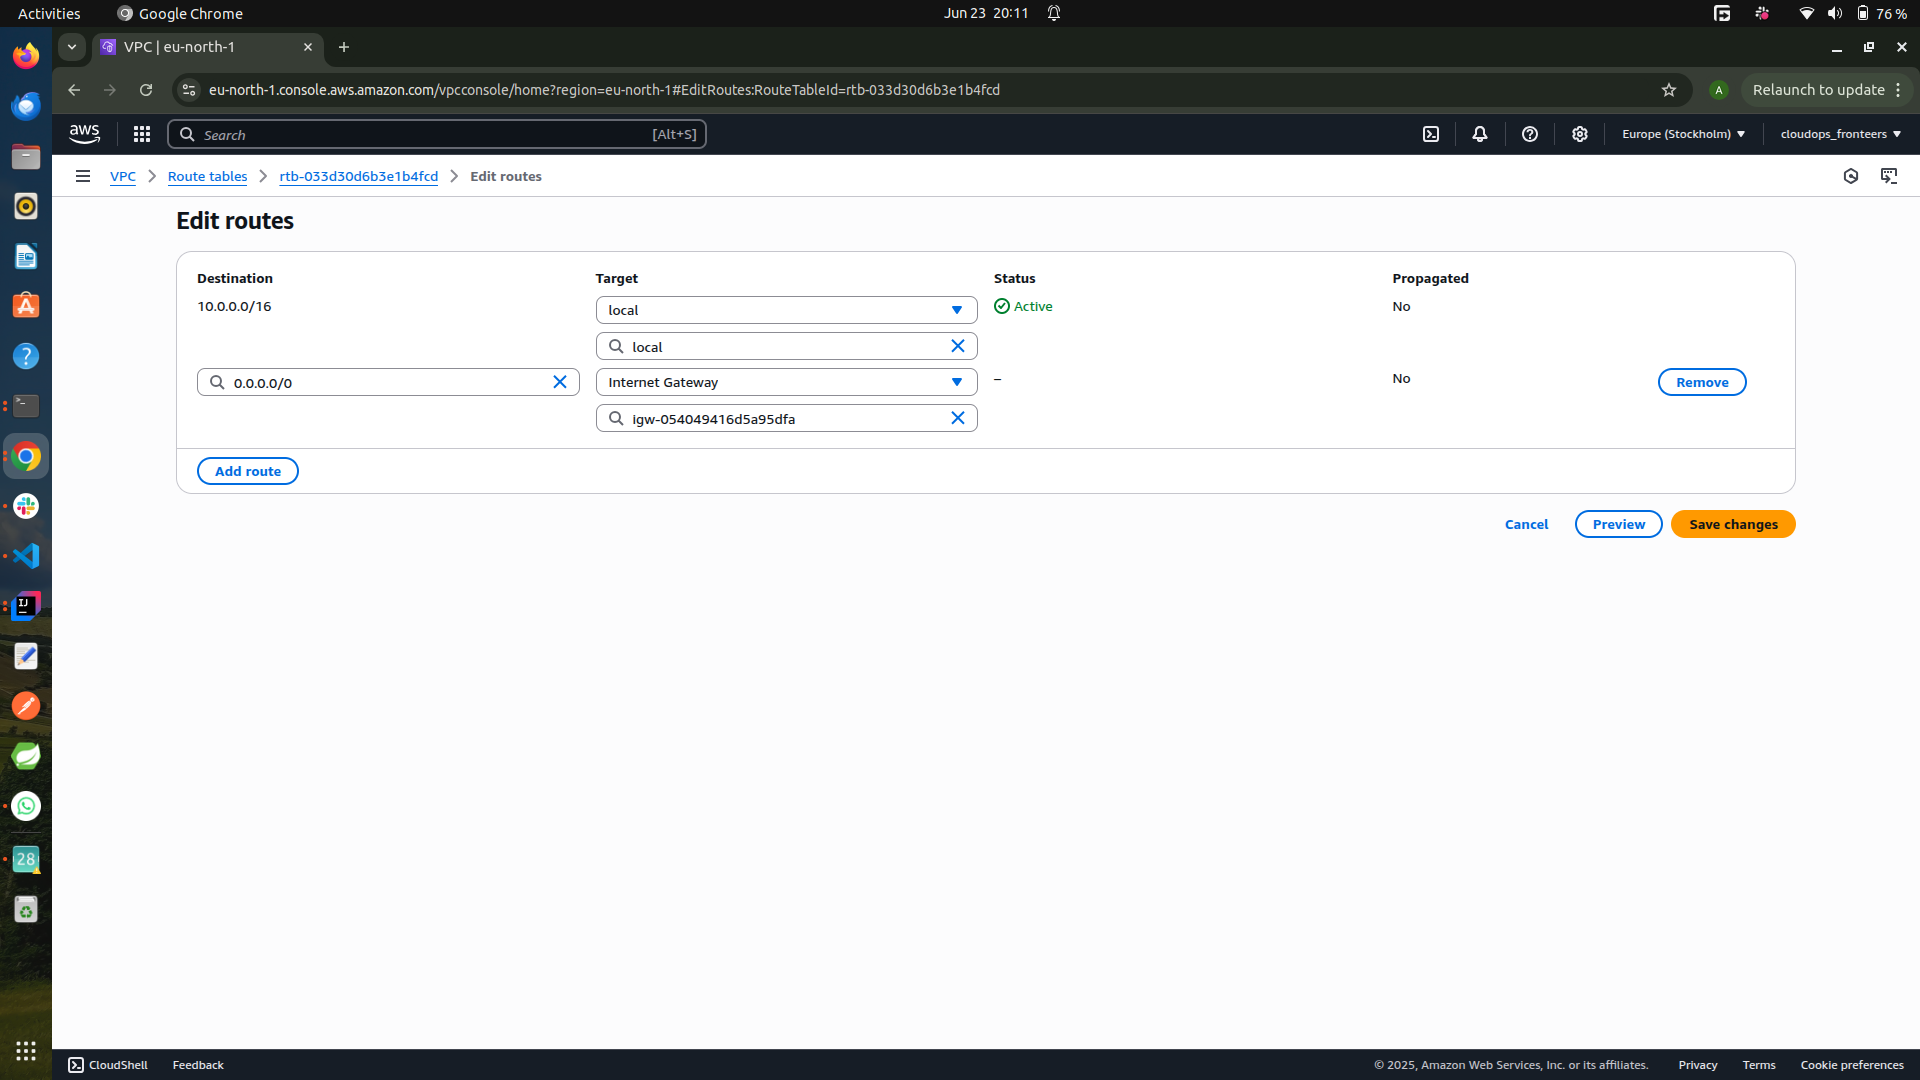 Activities
Google Chrome
Jun 23 20:11
76 %
VPC | eu-north-1
eu-north-1.console.aws.amazon.com/vpcconsole/home?region=eu-north-1#EditRoutes:RouteTableId=rtb-033d30d6b3e1b4fcd
A
Relaunch to update
aws
Search
[Alt+S]
Europe (Stockholm)
cloudops_fronteers
VPC
Route tables
rtb-033d30d6b3e1b4fcd
Edit routes
Edit routes
Destination
Target
Status
Propagated
10.0.0.0/16
local
Active
No
local
0.0.0.0/0
Internet Gateway
–
No
Remove
igw-054049416d5a95dfa
Add route
Cancel
Preview
Save changes
IJ
28
CloudShell
Feedback
© 2025, Amazon Web Services, Inc. or its affiliates.
Privacy
Terms
Cookie preferences